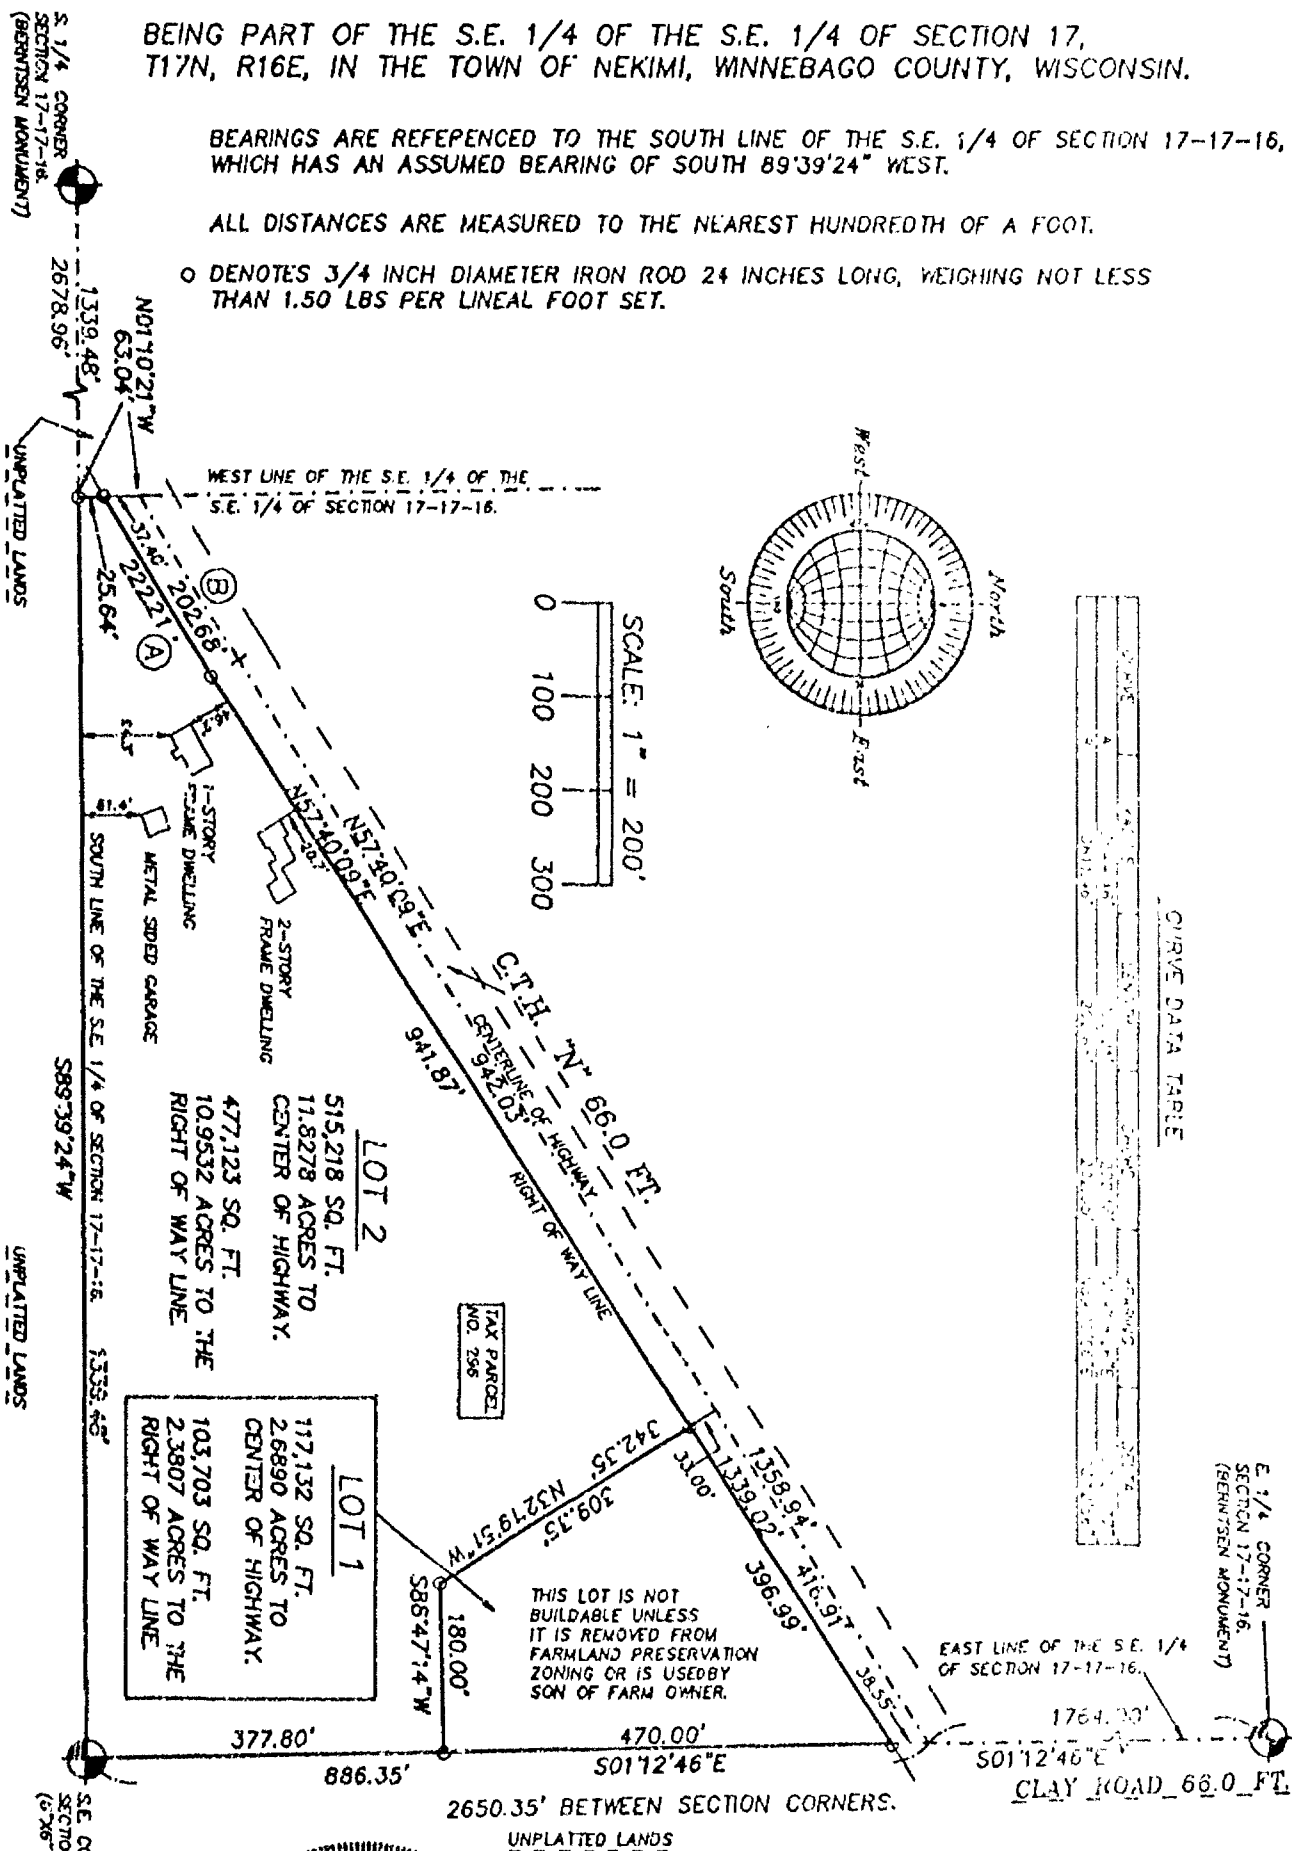 BEING PART OF THE S.E. 1/4 OF THE S.E. 1/4 OF SECTION 17,
T17N, R16E, IN THE TOWN OF NEKIMI, WINNEBAGO COUNTY, WISCONSIN.
BEARINGS ARE REFEPENCED TO THE SOUTH LINE OF THE S.E. 1/4 OF SECTION 17-17-16,
WHICH HAS AN ASSUMED BEARING OF SOUTH 89°39'24" WEST.
ALL DISTANCES ARE MEASURED TO THE NEAREST HUNDREDTH OF A FOOT.
O DENOTES 3/4 INCH DIAMETER IRON ROD 24 INCHES LONG, WEIGHING NOT LESS
THAN 1.50 LBS PER LINEAL FOOT SET.
S. 1/4 CORNER
SECTION 17-17-16.
(BERNTSEN MONUMENT)
1339.48'
2678.96'
N01°10'21"W
63.04'
UNPLATTED LANDS
WEST LINE OF THE S.E. 1/4 OF THE
S.E. 1/4 OF SECTION 17-17-16.
West
North
South
East
SCALE: 1" = 200'
0 100 200 300
CURVE DATA TABLE
37.40'
202.68'
222.21'
25.64'
A
B
1-STORY
FRAME DWELLING
61.4'
METAL SIDED GARAGE
2-STORY
FRAME DWELLING
N57°40'09"E
N57°40'09"E
C.T.H. "N" 66.0 FT.
CENTERLINE OF HIGHWAY
942.03'
941.87'
RIGHT OF WAY LINE
SOUTH LINE OF THE S.E. 1/4 OF SECTION 17-17-16.
1339.48'
S89°39'24"W
UNPLATTED LANDS
LOT 2
515,218 SQ. FT.
11.8278 ACRES TO
CENTER OF HIGHWAY.
477,123 SQ. FT.
10.9532 ACRES TO THE
RIGHT OF WAY LINE
TAX PARCEL
NO. 296
LOT 1
117,132 SQ. FT.
2.6890 ACRES TO
CENTER OF HIGHWAY.
103,703 SQ. FT.
2.3807 ACRES TO THE
RIGHT OF WAY LINE
342.35'
309.35'
N32°19'51"W
33.00'
1358.94'
1339.02'
416.91'
396.99'
38.55'
S88°47'14"W
180.00'
THIS LOT IS NOT
BUILDABLE UNLESS
IT IS REMOVED FROM
FARMLAND PRESERVATION
ZONING OR IS USEDBY
SON OF FARM OWNER.
E. 1/4 CORNER
SECTION 17-17-16.
(BERNTSEN MONUMENT)
EAST LINE OF THE S.E. 1/4
OF SECTION 17-17-16.
1764.00'
S01°12'46"E
CLAY ROAD 66.0 FT.
377.80'
470.00'
886.35'
S01°12'46"E
2650.35' BETWEEN SECTION CORNERS.
UNPLATTED LANDS